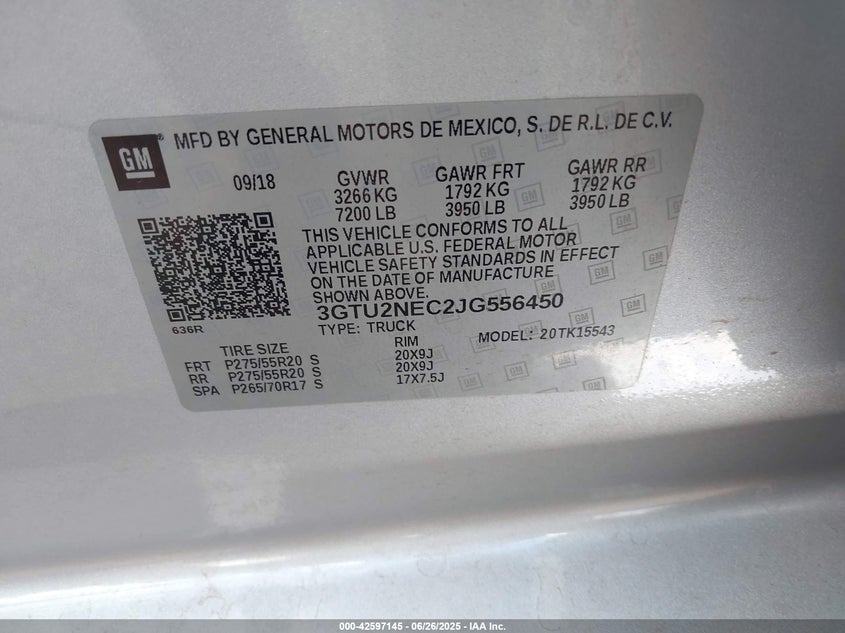 GM
MFD BY GENERAL MOTORS DE MEXICO, S. DE R.L. DE C.V.
09/18 GVWR GAWR FRT GAWR RR
3266 KG 1792 KG 1792 KG
7200 LB 3950 LB 3950 LB
THIS VEHICLE CONFORMS TO ALL
APPLICABLE U.S. FEDERAL MOTOR
VEHICLE SAFETY STANDARDS IN EFFECT
ON THE DATE OF MANUFACTURE
SHOWN ABOVE.
3GTU2NEC2JG556450
636R
TYPE: TRUCK MODEL: 20TK15543
TIRE SIZE RIM
FRT P275/55R20 S 20X9J
RR P275/55R20 S 20X9J
SPA P265/70R17 S 17X7.5J
000-42597145 - 06/26/2025 - IAA Inc.